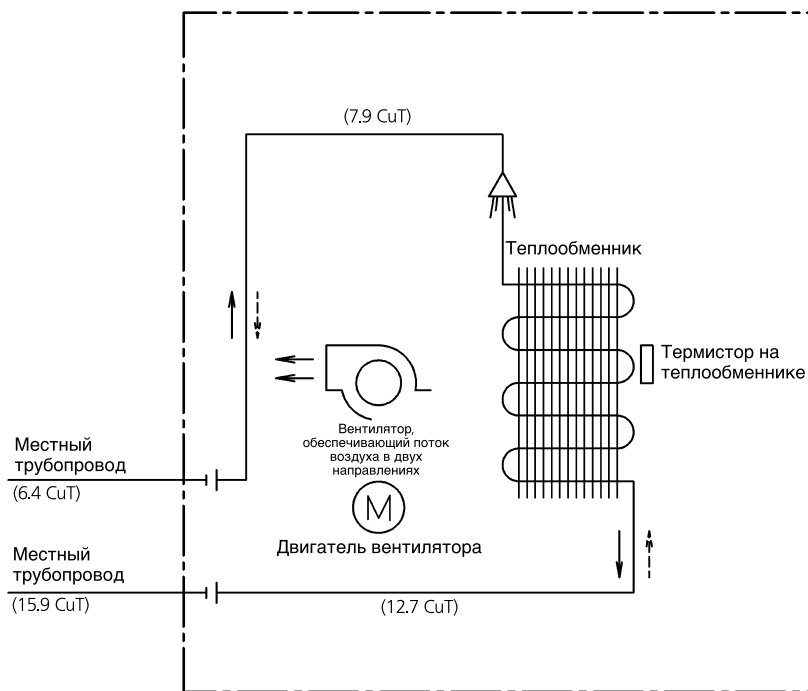 (7.9 CuT)
Теплообменник
Термистор на
теплообменнике
Вентилятор,
обеспечивающий поток
воздуха в двух
направлениях
M
Двигатель вентилятора
Местный
трубопровод
(6.4 CuT)
Местный
трубопровод
(15.9 CuT)
(12.7 CuT)